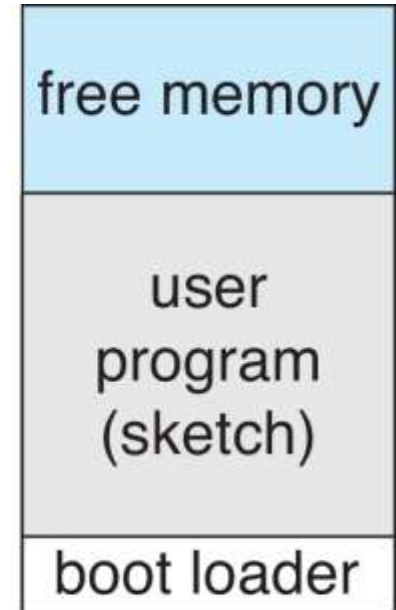 free memory
user
program
(sketch)
boot loader